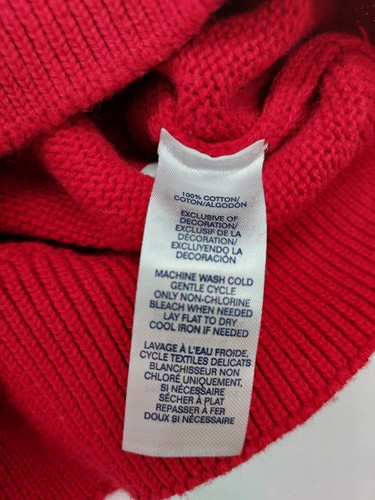 100% COTTON/
COTON/ALGODÓN
EXCLUSIVE OF
DECORATION/
EXCLUSIF DE LA
DÉCORATION/
EXCLUYENDO LA
DECORACIÓN
MACHINE WASH COLD
GENTLE CYCLE
ONLY NON-CHLORINE
BLEACH WHEN NEEDED
LAY FLAT TO DRY
COOL IRON IF NEEDED
LAVAGE À L'EAU FROIDE,
CYCLE TEXTILES DELICATS
BLANCHISSEUR NON
CHLORÉ UNIQUEMENT,
SI NÉCESSAIRE
SÉCHER À PLAT
REPASSER À FER
DOUX SI NÉCESSAIRE